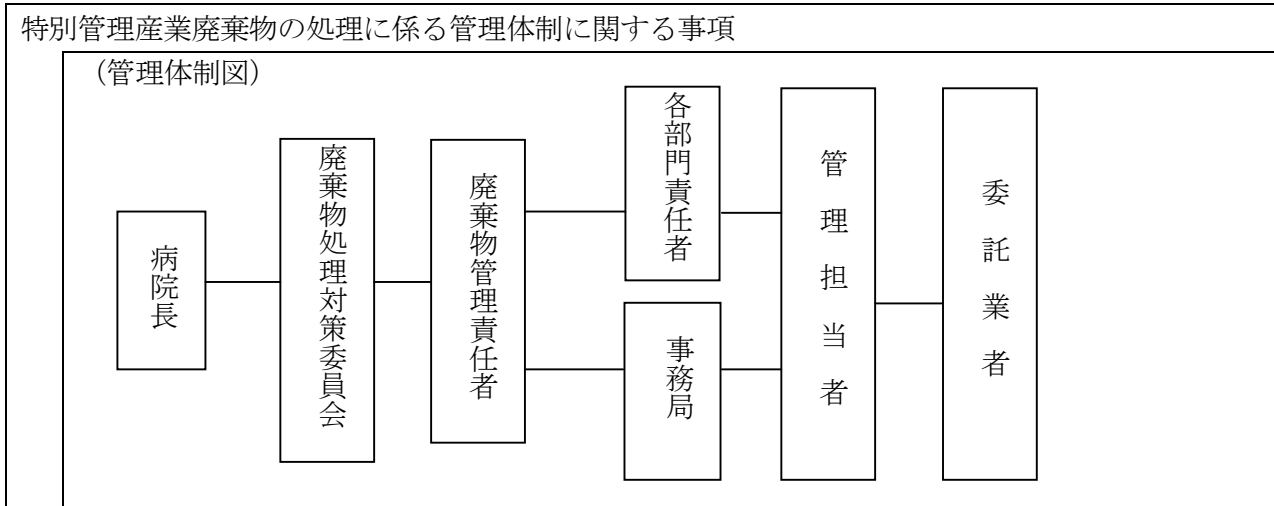 特別管理産業廃棄物の処理に係る管理体制に関する事項
（管理体制図）
病院長
廃棄物処理対策委員会
廃棄物管理責任者
各部門責任者
事務局
管理担当者
委託業者